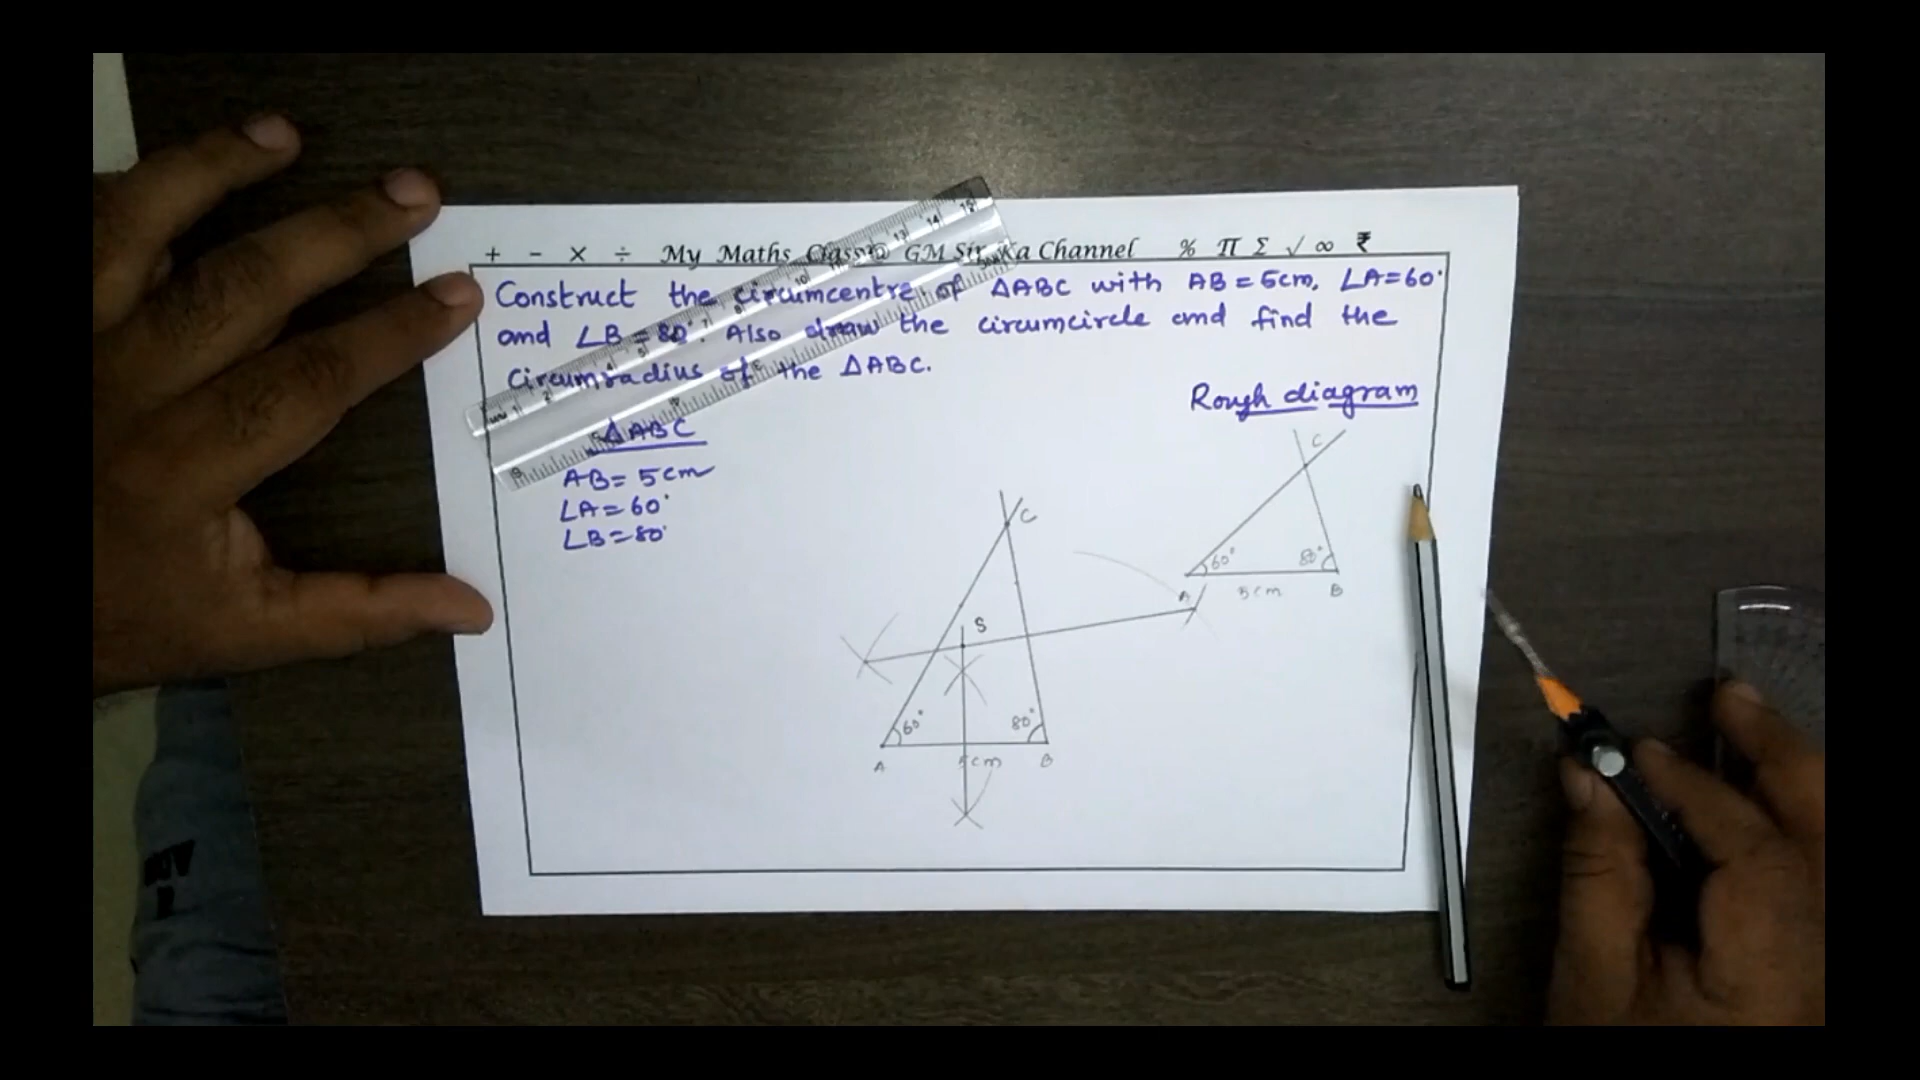 + - × ÷ My Maths Class@ GM Sir Ka Channel % Π Σ √ ∞ ₹
Construct the circumcentre of ΔABC with AB = 5cm, ∠A=60°
and ∠B = 80°. Also draw the circumcircle and find the
circumradius of the ΔABC.
Rough diagram
ΔABC
AB = 5cm
∠A = 60°
∠B = 80°
C
60°
80°
A
5cm
B
C
S
60°
80°
A
5cm
B